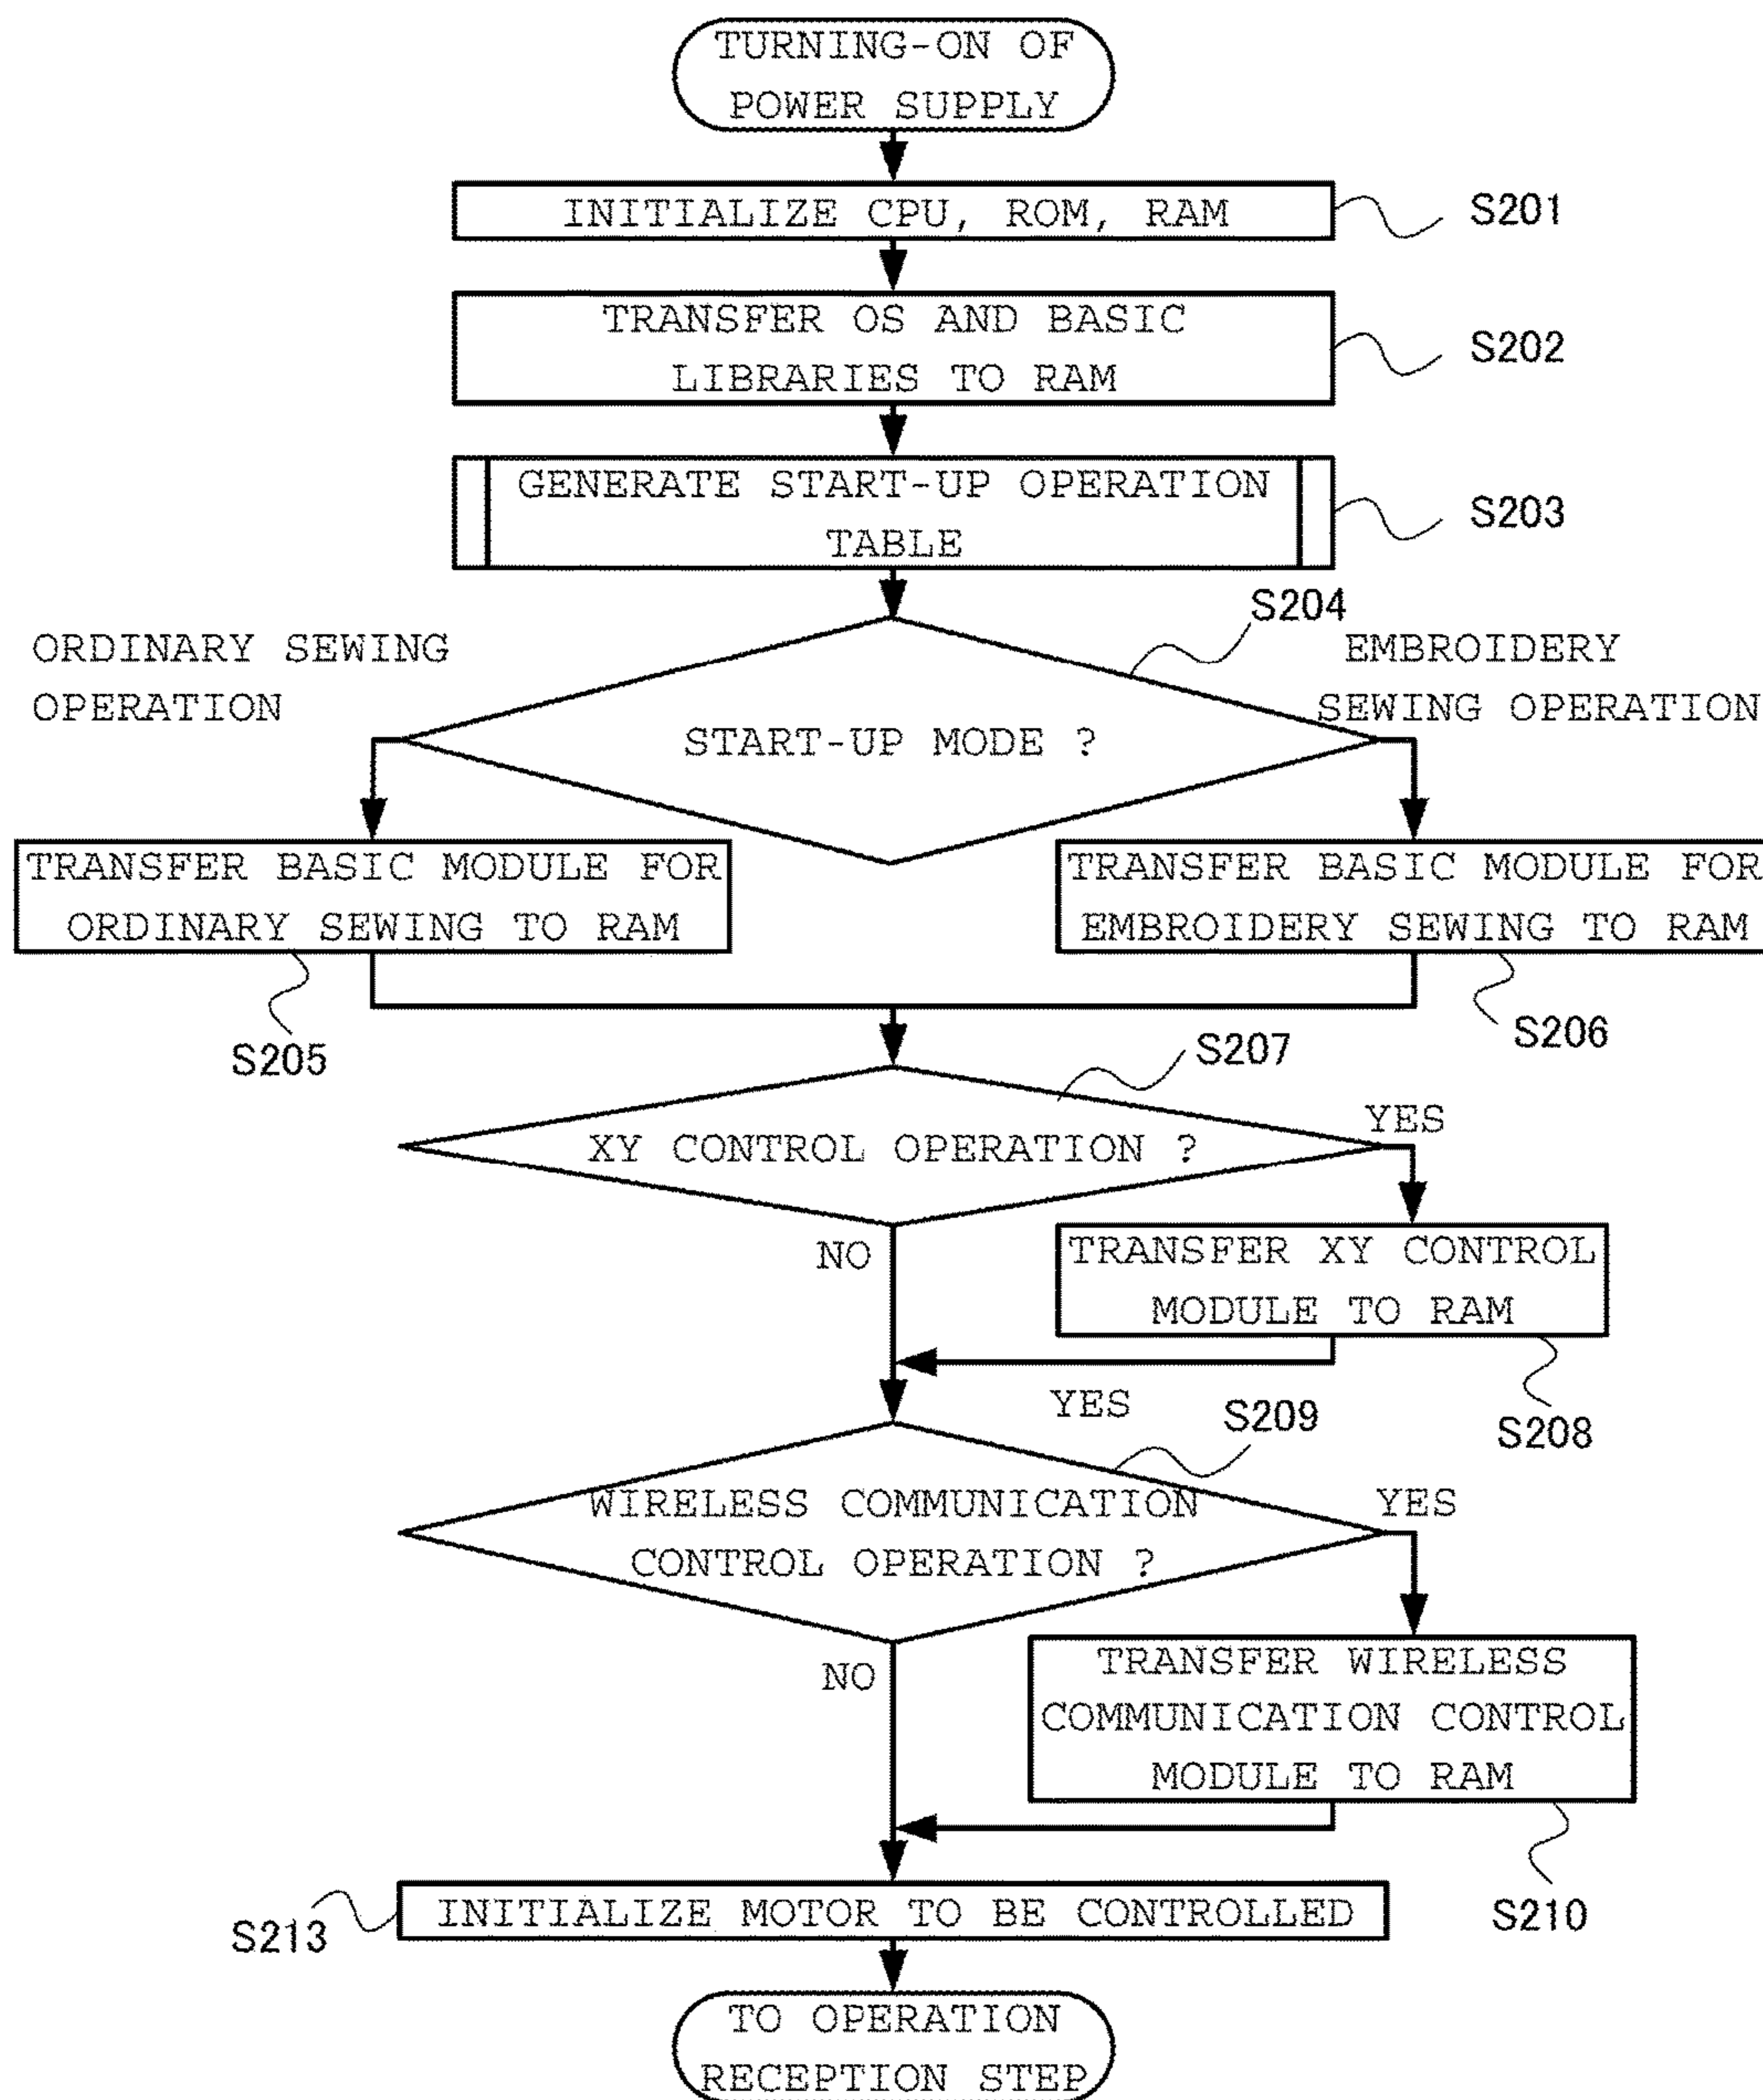 TURNING-ON OF
POWER SUPPLY
INITIALIZE CPU, ROM, RAM
S201
TRANSFER OS AND BASIC
LIBRARIES TO RAM
S202
GENERATE START-UP OPERATION
TABLE
S203
S204
ORDINARY SEWING
OPERATION
EMBROIDERY
SEWING OPERATION
START-UP MODE ?
TRANSFER BASIC MODULE FOR
ORDINARY SEWING TO RAM
TRANSFER BASIC MODULE FOR
EMBROIDERY SEWING TO RAM
S205
S206
S207
XY CONTROL OPERATION ?
YES
NO
TRANSFER XY CONTROL
MODULE TO RAM
S208
YES
S209
WIRELESS COMMUNICATION
CONTROL OPERATION ?
YES
NO
TRANSFER WIRELESS
COMMUNICATION CONTROL
MODULE TO RAM
S210
S213
INITIALIZE MOTOR TO BE CONTROLLED
TO OPERATION
RECEPTION STEP